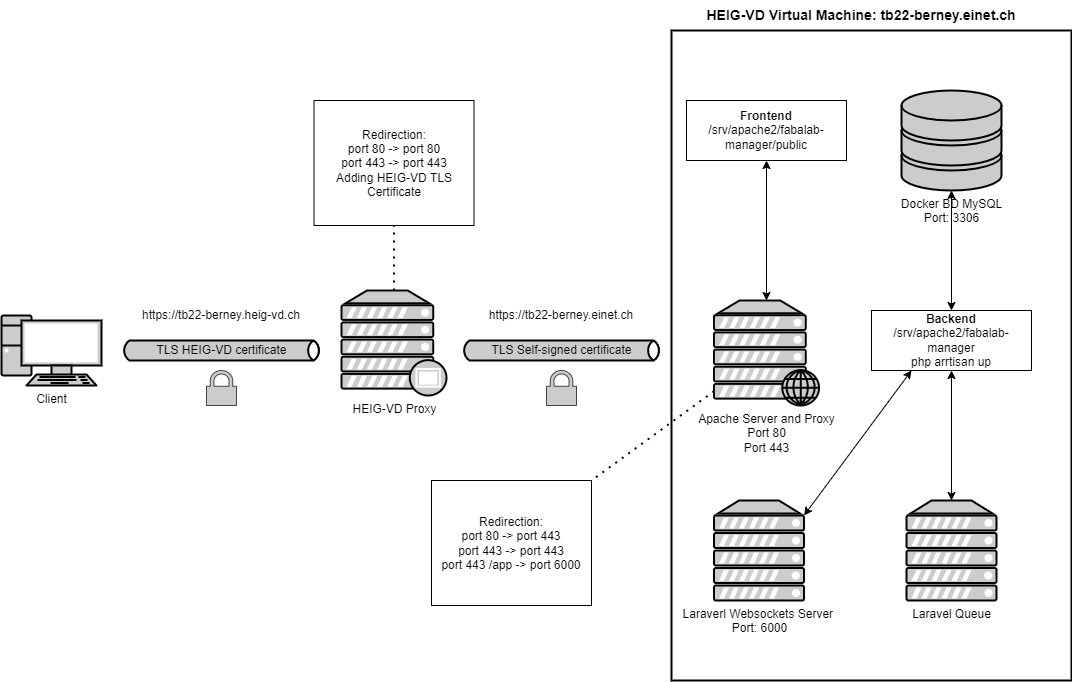 HEIG-VD Virtual Machine: tb22-berney.einet.ch
Redirection:
port 80 -> port 80
port 443 -> port 443
Adding HEIG-VD TLS
Certificate
Frontend
/srv/apache2/fabalab-
manager/public
Docker BD MySQL
Port: 3306
https://tb22-berney.heig-vd.ch
TLS HEIG-VD certificate
Client
HEIG-VD Proxy
https://tb22-berney.einet.ch
TLS Self-signed certificate
Backend
/srv/apache2/fabalab-
manager
php arrtisan up
Apache Server and Proxy
Port 80
Port 443
Redirection:
port 80 -> port 443
port 443 -> port 443
port 443 /app -> port 6000
Laraverl Websockets Server
Port: 6000
Laravel Queue